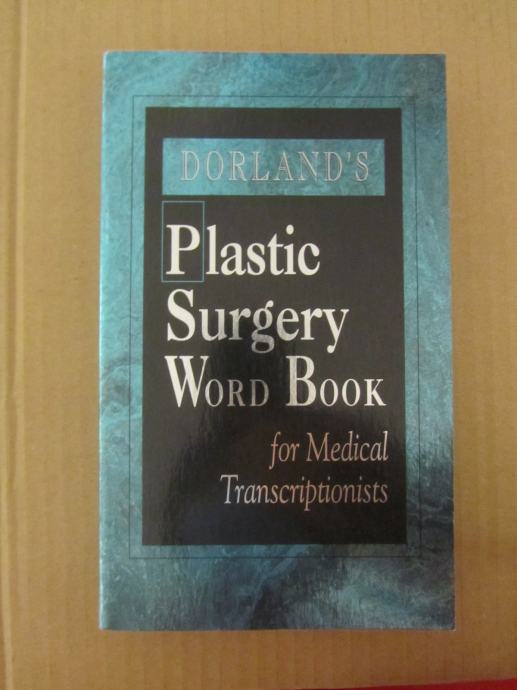 DORLAND'S
Plastic
Surgery
WORD BOOK
for Medical
Transcriptionists